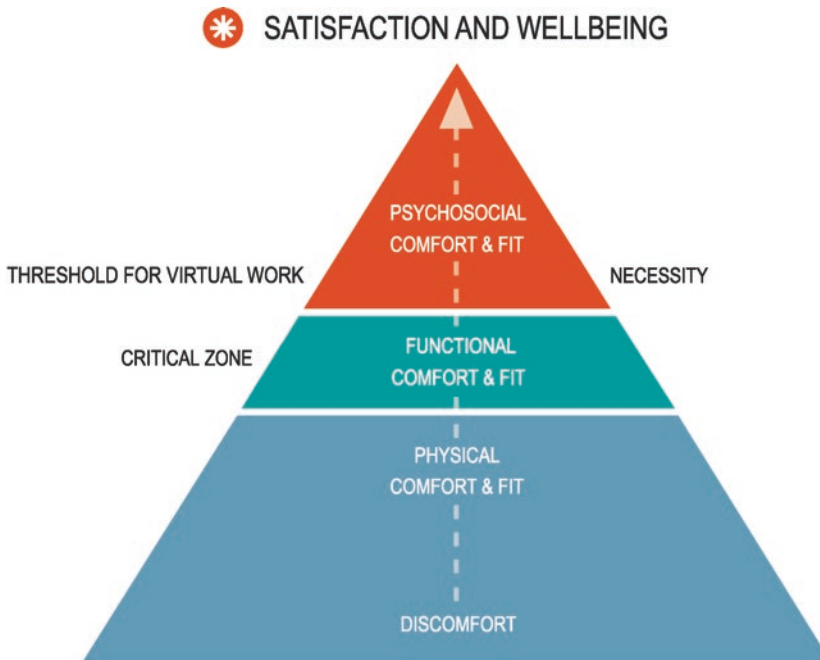 SATISFACTION AND WELLBEING
PSYCHOSOCIAL
COMFORT & FIT
THRESHOLD FOR VIRTUAL WORK
NECESSITY
FUNCTIONAL
COMFORT & FIT
CRITICAL ZONE
PHYSICAL
COMFORT & FIT
DISCOMFORT